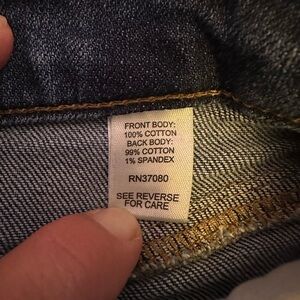 FRONT BODY:
100% COTTON
BACK BODY:
99% COTTON
1% SPANDEX
RN37080
SEE REVERSE
FOR CARE